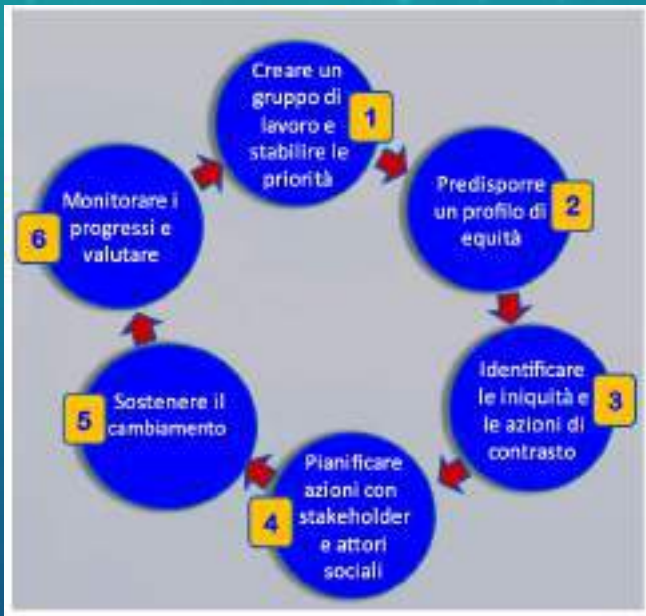 Creare un
gruppo di
lavoro e
stabilire le
priorità
1
Predisporre
un profilo di
equità
2
Identificare
le iniquità e
le azioni di
contrasto
3
Pianificare
azioni con
stakeholder
e attori
sociali
4
Sostenere il
cambiamento
5
Monitorare i
progressi e
valutare
6